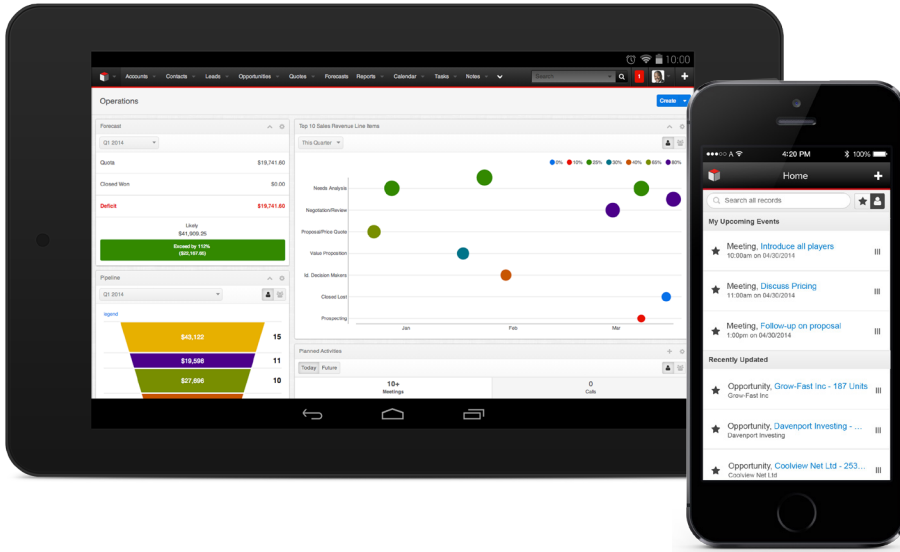 10:00
Accounts Contacts Leads Opportunities Quotes Forecasts Reports Calendar Tasks Notes Search 1
Operations
Create
Forecast
Q1 2014
Quota $19,741.60
Closed Won $0.00
Deficit $19,741.60
Likely
$41,909.25
Exceed by 112%
($22,167.65)
Pipeline
Q1 2014
legend
$43,122 15
$19,598 11
$27,896 10
Top 10 Sales Revenue Line Items
This Quarter
0% 10% 20% 30% 40% 65% 80%
Needs Analysis
Negotiation/Review
Proposal/Price Quote
Value Proposition
Id. Decision Makers
Closed Lost
Prospecting
Jan Feb Mar
Planned Activities
Today Future
10+ 0
Meetings Calls
A 4:20 PM 100%
Home
Search all records
My Upcoming Events
Meeting, Introduce all players
10:00am on 04/30/2014
Meeting, Discuss Pricing
11:00am on 04/30/2014
Meeting, Follow-up on proposal
1:00pm on 04/30/2014
Recently Updated
Opportunity, Grow-Fast Inc - 187 Units
Grow-Fast Inc
Opportunity, Davenport Investing - ...
Davenport Investing
Opportunity, Coolview Net Ltd - 253...
Coolview Net Ltd